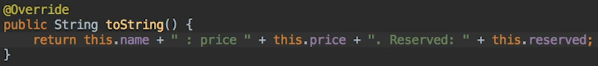 @Override
public String toString() {
    return this.name + " : price " + this.price + ". Reserved: " + this.reserved;
}